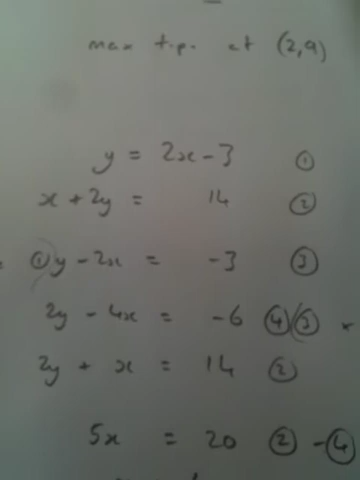 max t.p. at (2,9)
y = 2x - 3 ①
x + 2y = 14 ②
① y - 2x = -3 ③
2y - 4x = -6 ④ ③ x
2y + x = 14 ②
5x = 20 ② - ④